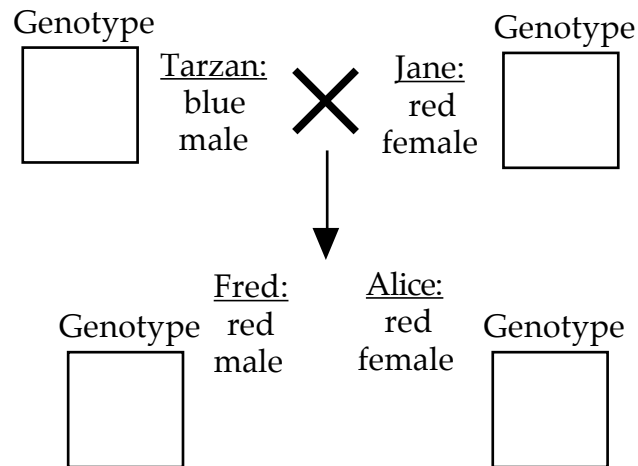 Genotype
Tarzan:
blue
male
Jane:
red
female
Genotype
Genotype
Fred:
red
male
Alice:
red
female
Genotype